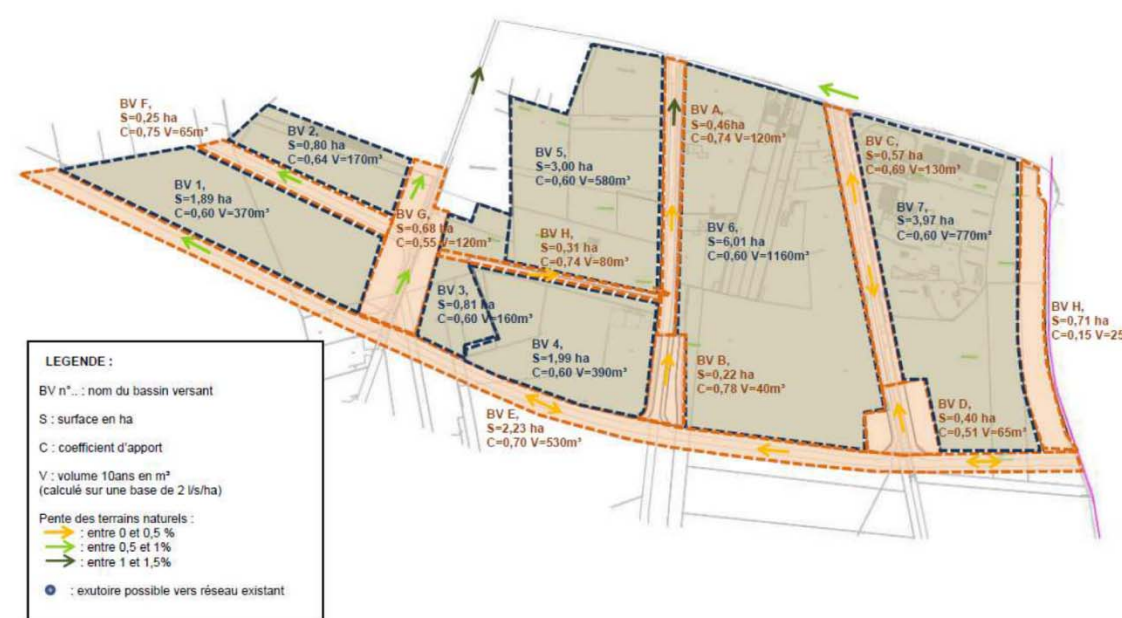 BV F,
S=0,25 ha
C=0,75 V=65m³
BV 2,
S=0,80 ha
C=0,64 V=170m³
BV 1,
S=1,89 ha
C=0,60 V=370m³
BV G,
S=0,68 ha
C=0,55 V=120m³
BV 5,
S=3,00 ha
C=0,60 V=580m³
BV H,
S=0,31 ha
C=0,74 V=80m³
BV 3,
S=0,81 ha
C=0,60 V=160m³
BV 4,
S=1,99 ha
C=0,60 V=390m³
BV E,
S=2,23 ha
C=0,70 V=530m³
BV A,
S=0,46ha
C=0,74 V=120m³
BV 6,
S=6,01 ha
C=0,60 V=1160m³
BV B,
S=0,22 ha
C=0,78 V=40m³
BV C,
S=0,57 ha
C=0,69 V=130m³
BV 7,
S=3,97 ha
C=0,60 V=770m³
BV D,
S=0,40 ha
C=0,51 V=65m³
BV H,
S=0,71 ha
C=0,15 V=25
LEGENDE :
BV n°.. : nom du bassin versant
S : surface en ha
C : coefficient d'apport
V : volume 10ans en m³
(calculé sur une base de 2 l/s/ha)
Pente des terrains naturels :
: entre 0 et 0,5 %
: entre 0,5 et 1%
: entre 1 et 1,5%
: exutoire possible vers réseau existant